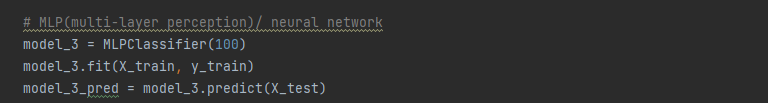 # MLP(multi-layer perception)/ neural network
model_3 = MLPClassifier(100)
model_3.fit(X_train, y_train)
model_3_pred = model_3.predict(X_test)